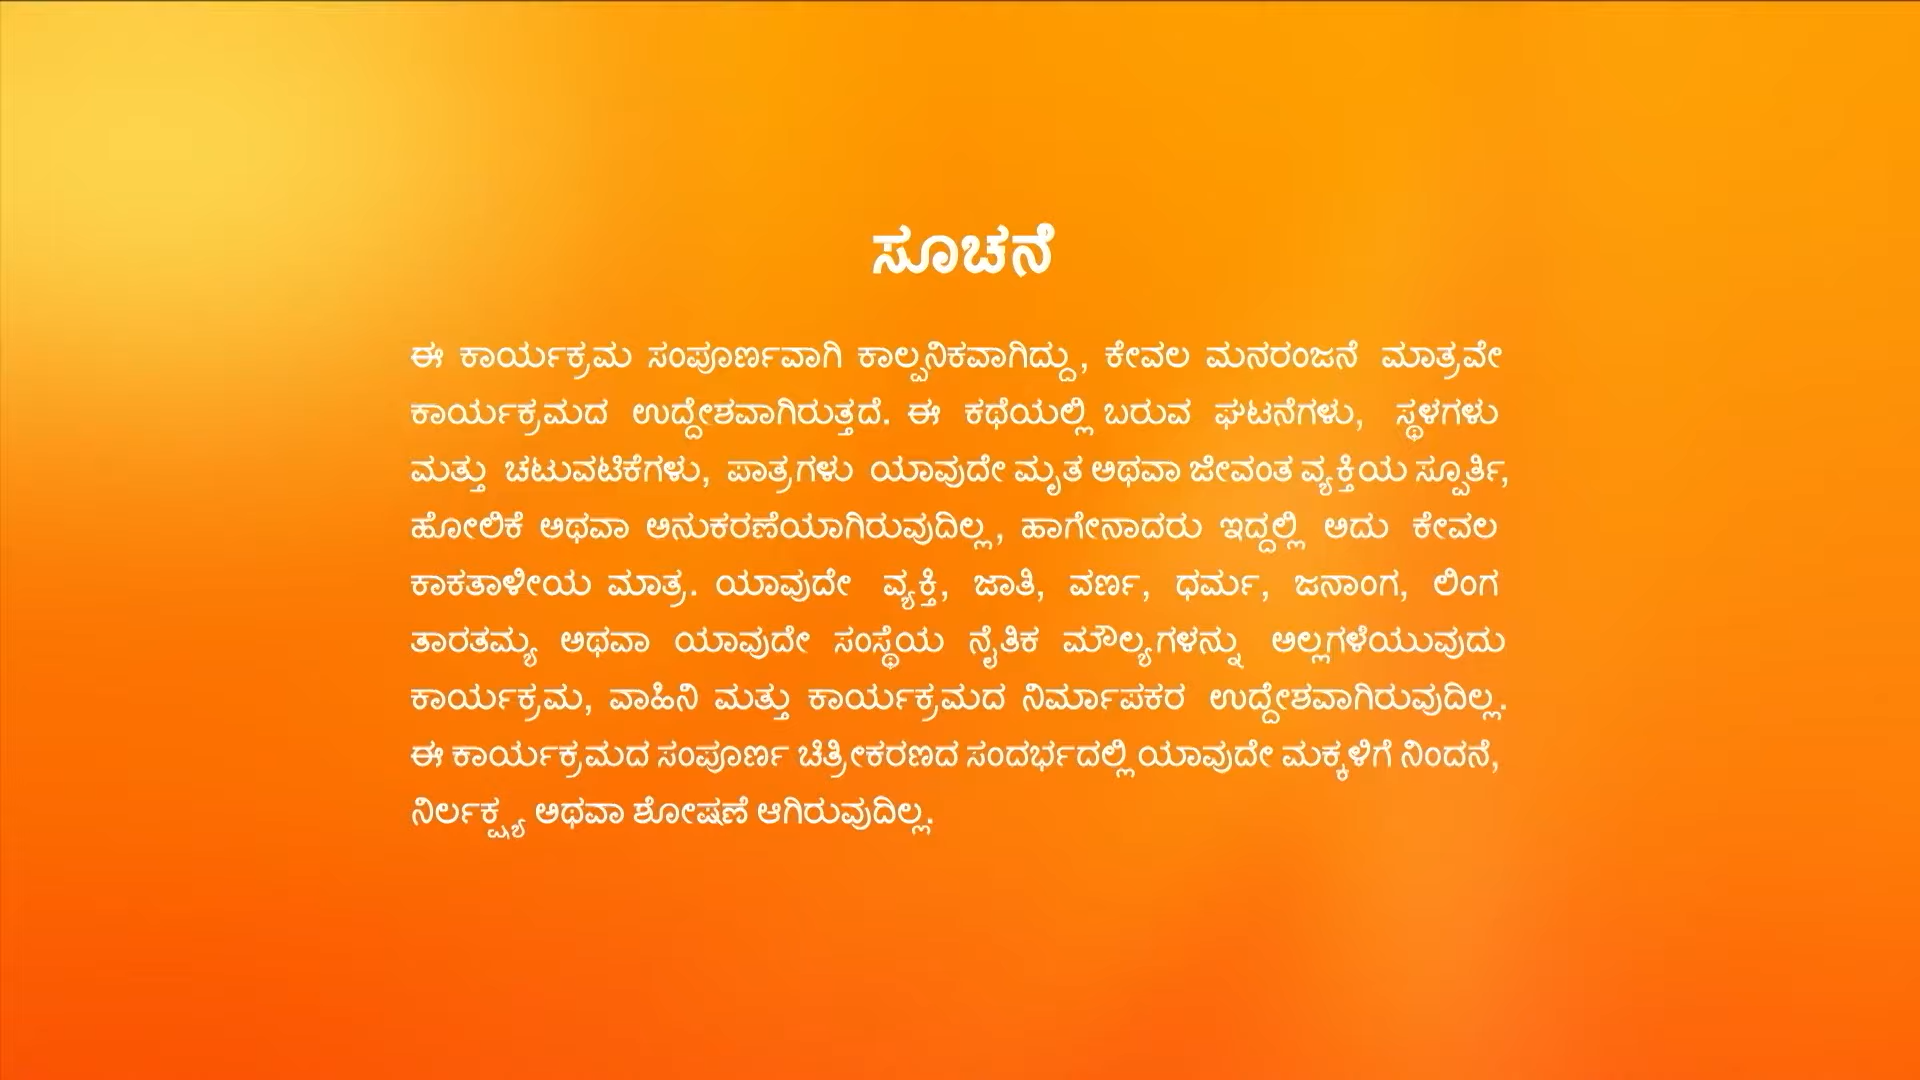 ಸೂಚನೆ
ಈ ಕಾರ್ಯಕ್ರಮ ಸಂಪೂರ್ಣವಾಗಿ ಕಾಲ್ಪನಿಕವಾಗಿದ್ದು, ಕೇವಲ ಮನರಂಜನೆ ಮಾತ್ರವೇ
ಕಾರ್ಯಕ್ರಮದ ಉದ್ದೇಶವಾಗಿರುತ್ತದೆ. ಈ ಕಥೆಯಲ್ಲಿ ಬರುವ ಘಟನೆಗಳು, ಸ್ಥಳಗಳು
ಮತ್ತು ಚಟುವಟಿಕೆಗಳು, ಪಾತ್ರಗಳು ಯಾವುದೇ ಮೃತ ಅಥವಾ ಜೀವಂತ ವ್ಯಕ್ತಿಯ ಸ್ಪೂರ್ತಿ,
ಹೋಲಿಕೆ ಅಥವಾ ಅನುಕರಣೆಯಾಗಿರುವುದಿಲ್ಲ, ಹಾಗೇನಾದರು ಇದ್ದಲ್ಲಿ ಅದು ಕೇವಲ
ಕಾಕತಾಳೀಯ ಮಾತ್ರ. ಯಾವುದೇ ವ್ಯಕ್ತಿ, ಜಾತಿ, ವರ್ಣ, ಧರ್ಮ, ಜನಾಂಗ, ಲಿಂಗ
ತಾರತಮ್ಯ ಅಥವಾ ಯಾವುದೇ ಸಂಸ್ಥೆಯ ನೈತಿಕ ಮೌಲ್ಯಗಳನ್ನು ಅಲ್ಲಗಳೆಯುವುದು
ಕಾರ್ಯಕ್ರಮ, ವಾಹಿನಿ ಮತ್ತು ಕಾರ್ಯಕ್ರಮದ ನಿರ್ಮಾಪಕರ ಉದ್ದೇಶವಾಗಿರುವುದಿಲ್ಲ.
ಈ ಕಾರ್ಯಕ್ರಮದ ಸಂಪೂರ್ಣ ಚಿತ್ರೀಕರಣದ ಸಂದರ್ಭದಲ್ಲಿ ಯಾವುದೇ ಮಕ್ಕಳಿಗೆ ನಿಂದನೆ,
ನಿರ್ಲಕ್ಷ್ಯ ಅಥವಾ ಶೋಷಣೆ ಆಗಿರುವುದಿಲ್ಲ.